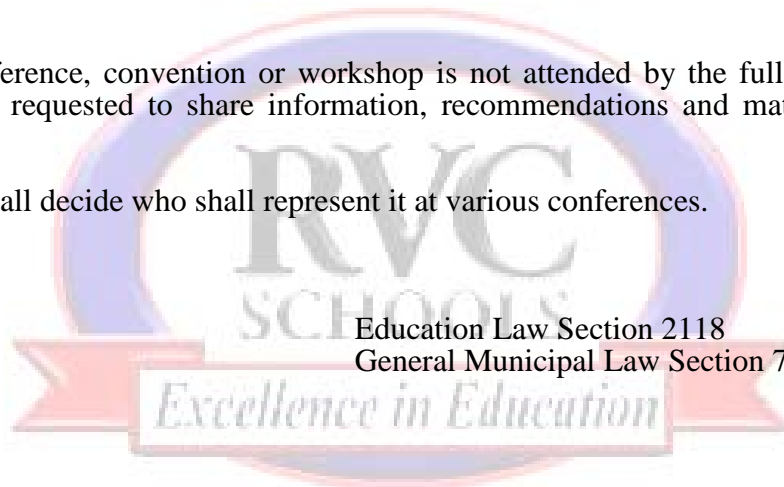 ference, convention or workshop is not attended by the full
requested to share information, recommendations and mat
all decide who shall represent it at various conferences.
RVC
SCHOOLS
Education Law Section 2118
General Municipal Law Section 7
Excellence in Education